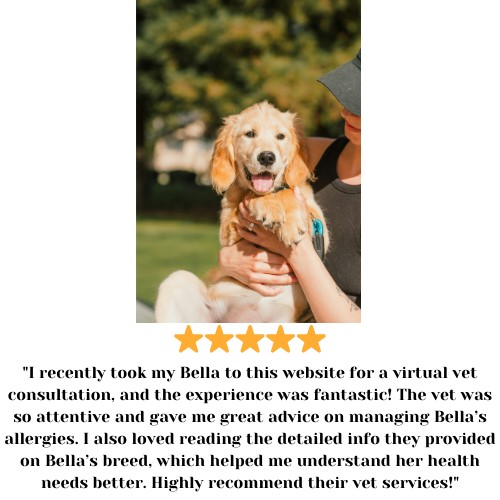 "I recently took my Bella to this website for a virtual vet
consultation, and the experience was fantastic! The vet was
so attentive and gave me great advice on managing Bella's
allergies. I also loved reading the detailed info they provided
on Bella's breed, which helped me understand her health
needs better. Highly recommend their vet services!"